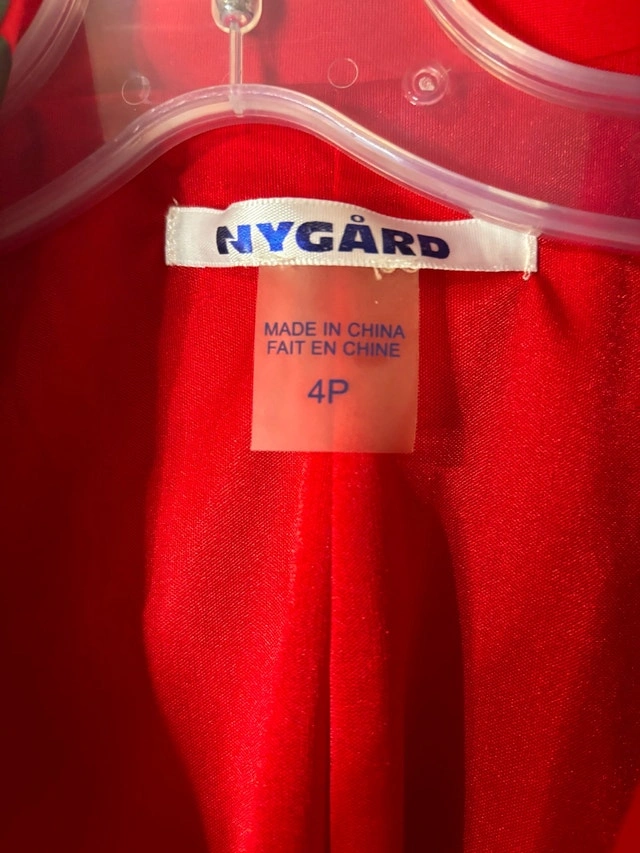 NYGÅRD
MADE IN CHINA
FAIT EN CHINE
4P